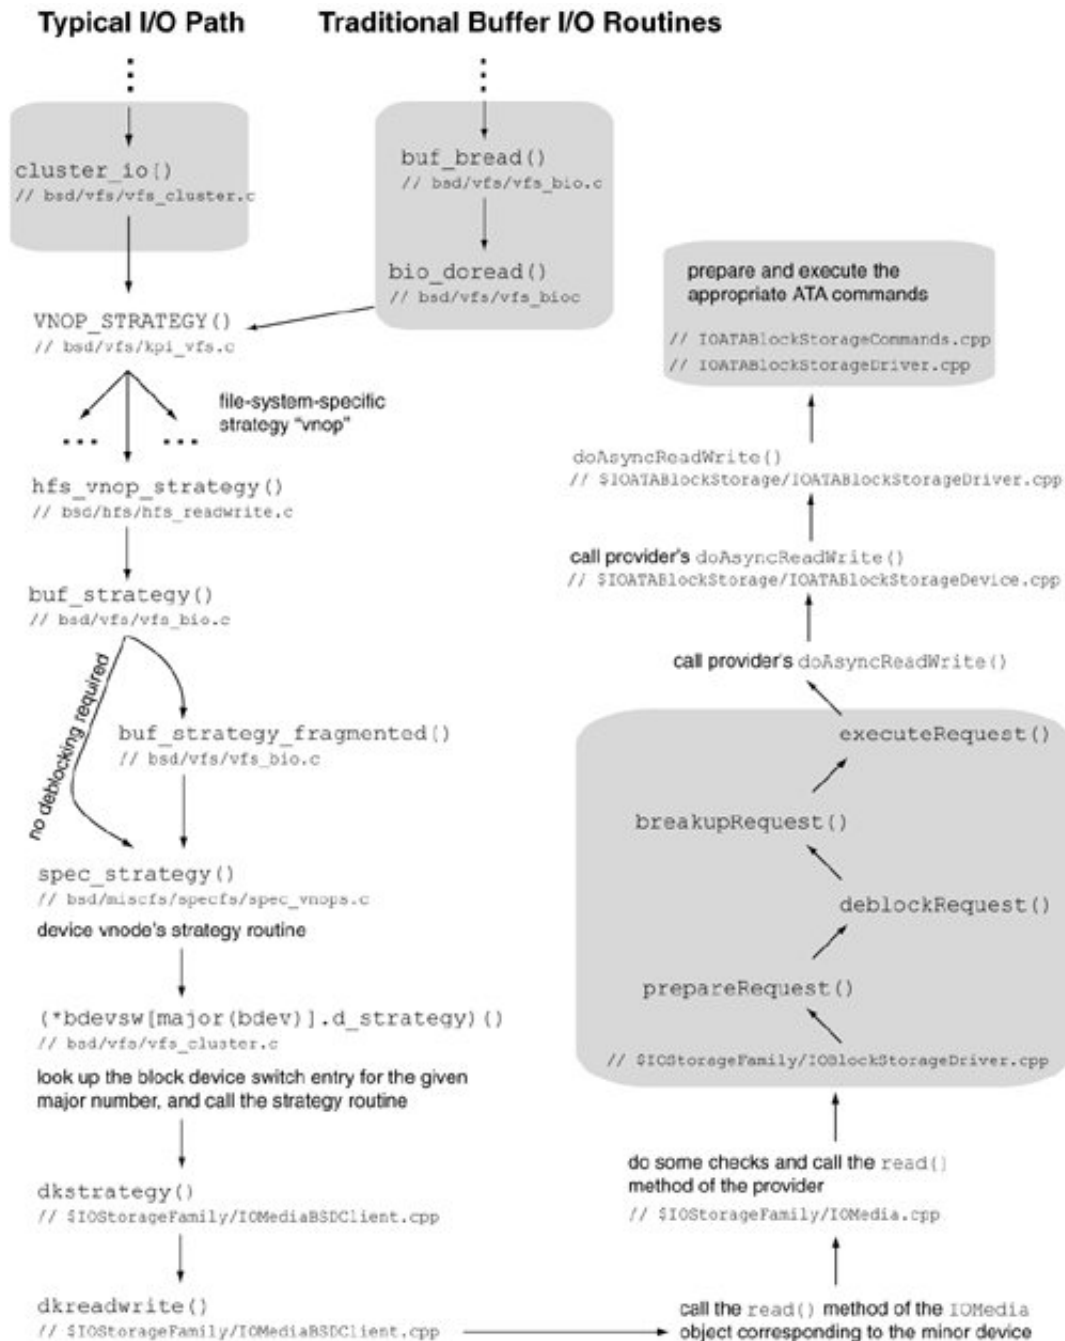 Typical I/O Path
Traditional Buffer I/O Routines
cluster_io()
// bsd/vfs/vfs_cluster.c
buf_bread()
// bsd/vfs/vfs_bio.c
bio_doread()
// bsd/vfs/vfs_bioc
VNOP_STRATEGY()
// bsd/vfs/kpi_vfs.c
file-system-specific
strategy "vnop"
hfs_vnop_strategy()
// bsd/hfs/hfs_readwrite.c
buf_strategy()
// bsd/vfs/vfs_bio.c
no deblocking required
buf_strategy_fragmented()
// bsd/vfs/vfs_bio.c
spec_strategy()
// bsd/miscfs/specfs/spec_vnops.c
device vnode's strategy routine
(*bdevsw[major(bdev)].d_strategy)()
// bsd/vfs/vfs_cluster.c
look up the block device switch entry for the given
major number, and call the strategy routine
dkstrategy()
// $IOStorageFamily/IOMediaBSDClient.cpp
dkreadwrite()
// $IOStorageFamily/IOMediaBSDClient.cpp
call the read() method of the IOMedia
object corresponding to the minor device
do some checks and call the read()
method of the provider
// $IOStorageFamily/IOMedia.cpp
// $IOStorageFamily/IOBlockStorageDriver.cpp
prepareRequest()
deblockRequest()
breakupRequest()
executeRequest()
call provider's doAsyncReadWrite()
call provider's doAsyncReadWrite()
// $IOATABlockStorage/IOATABlockStorageDevice.cpp
doAsyncReadWrite()
// $IOATABlockStorage/IOATABlockStorageDriver.cpp
prepare and execute the
appropriate ATA commands
// IOATABlockStorageCommands.cpp
// IOATABlockStorageDriver.cpp